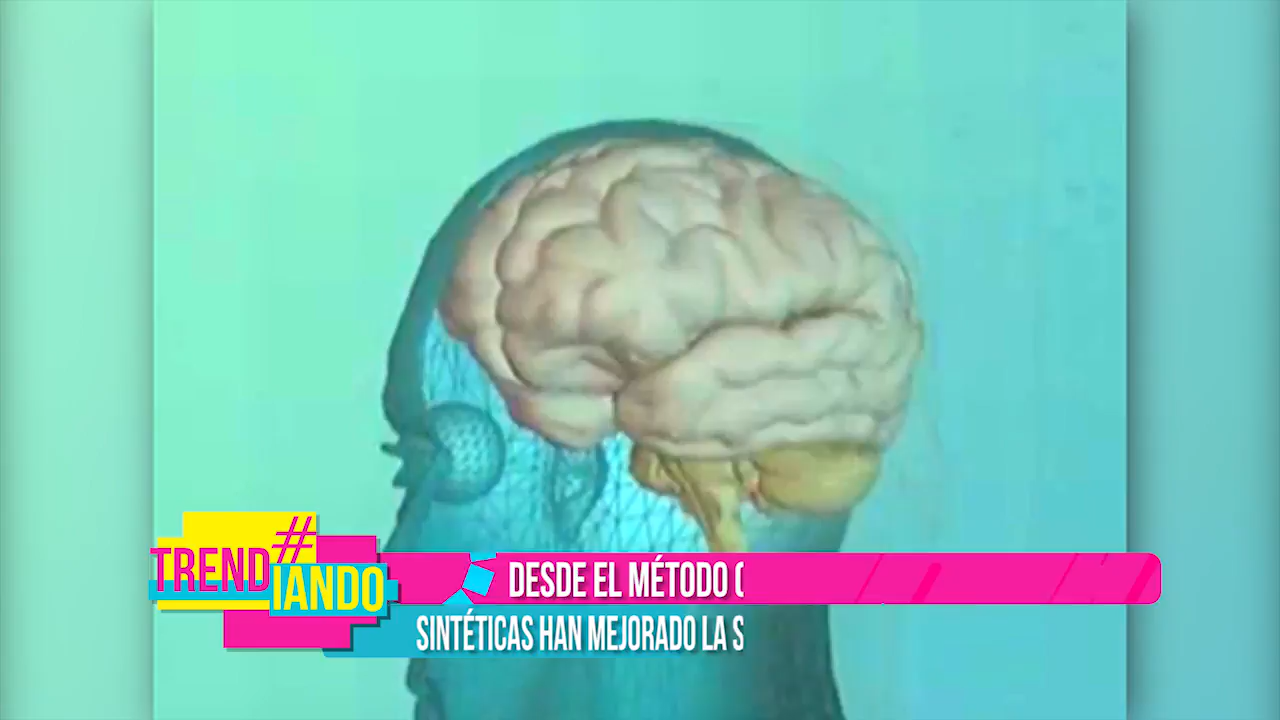 #
TREND
IANDO
DESDE EL MÉTODO
SINTÉTICAS HAN MEJORADO LA